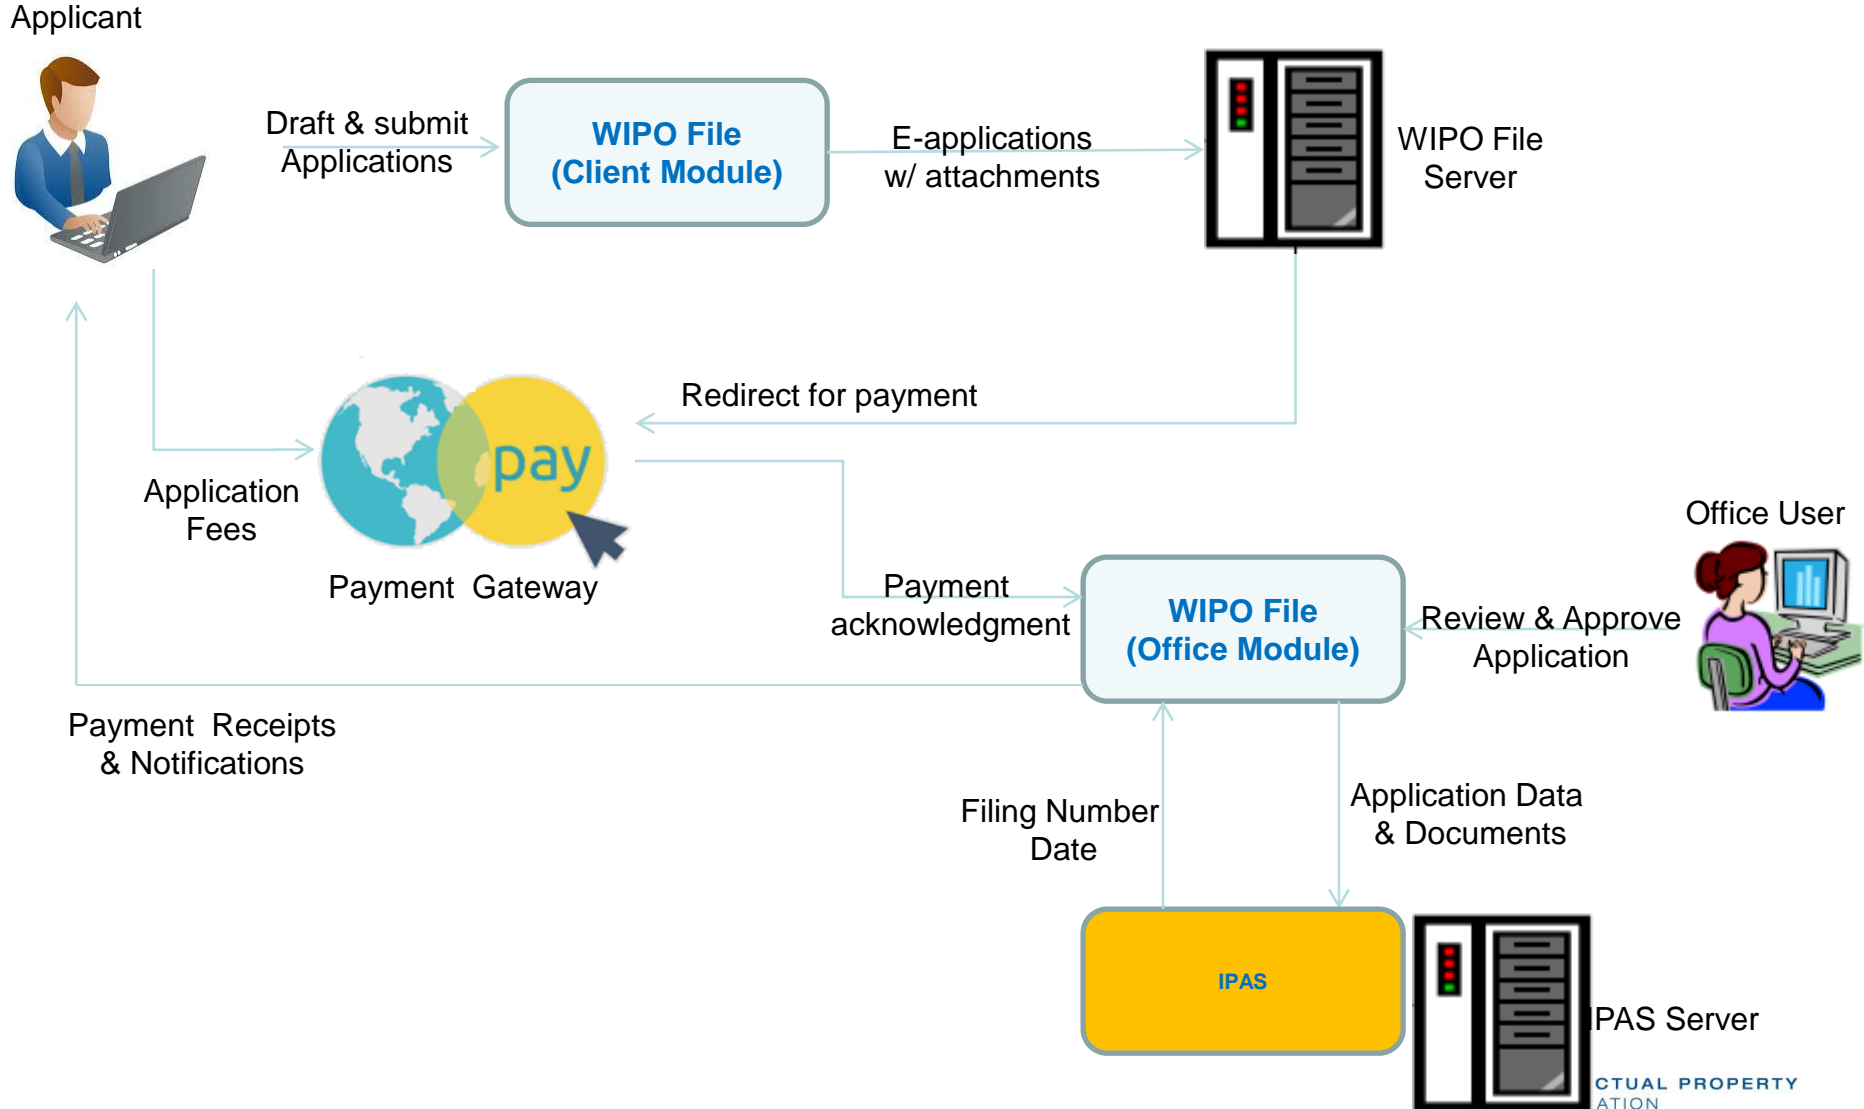 Applicant
Draft & submit
Applications
WIPO File
(Client Module)
E-applications
w/ attachments
WIPO File
Server
Redirect for payment
pay
Application
Fees
Payment Gateway
Payment
acknowledgment
WIPO File
(Office Module)
Office User
Review & Approve
Application
Payment Receipts
& Notifications
Filing Number
Date
Application Data
& Documents
IPAS
IPAS Server
CTUAL PROPERTY
ATION